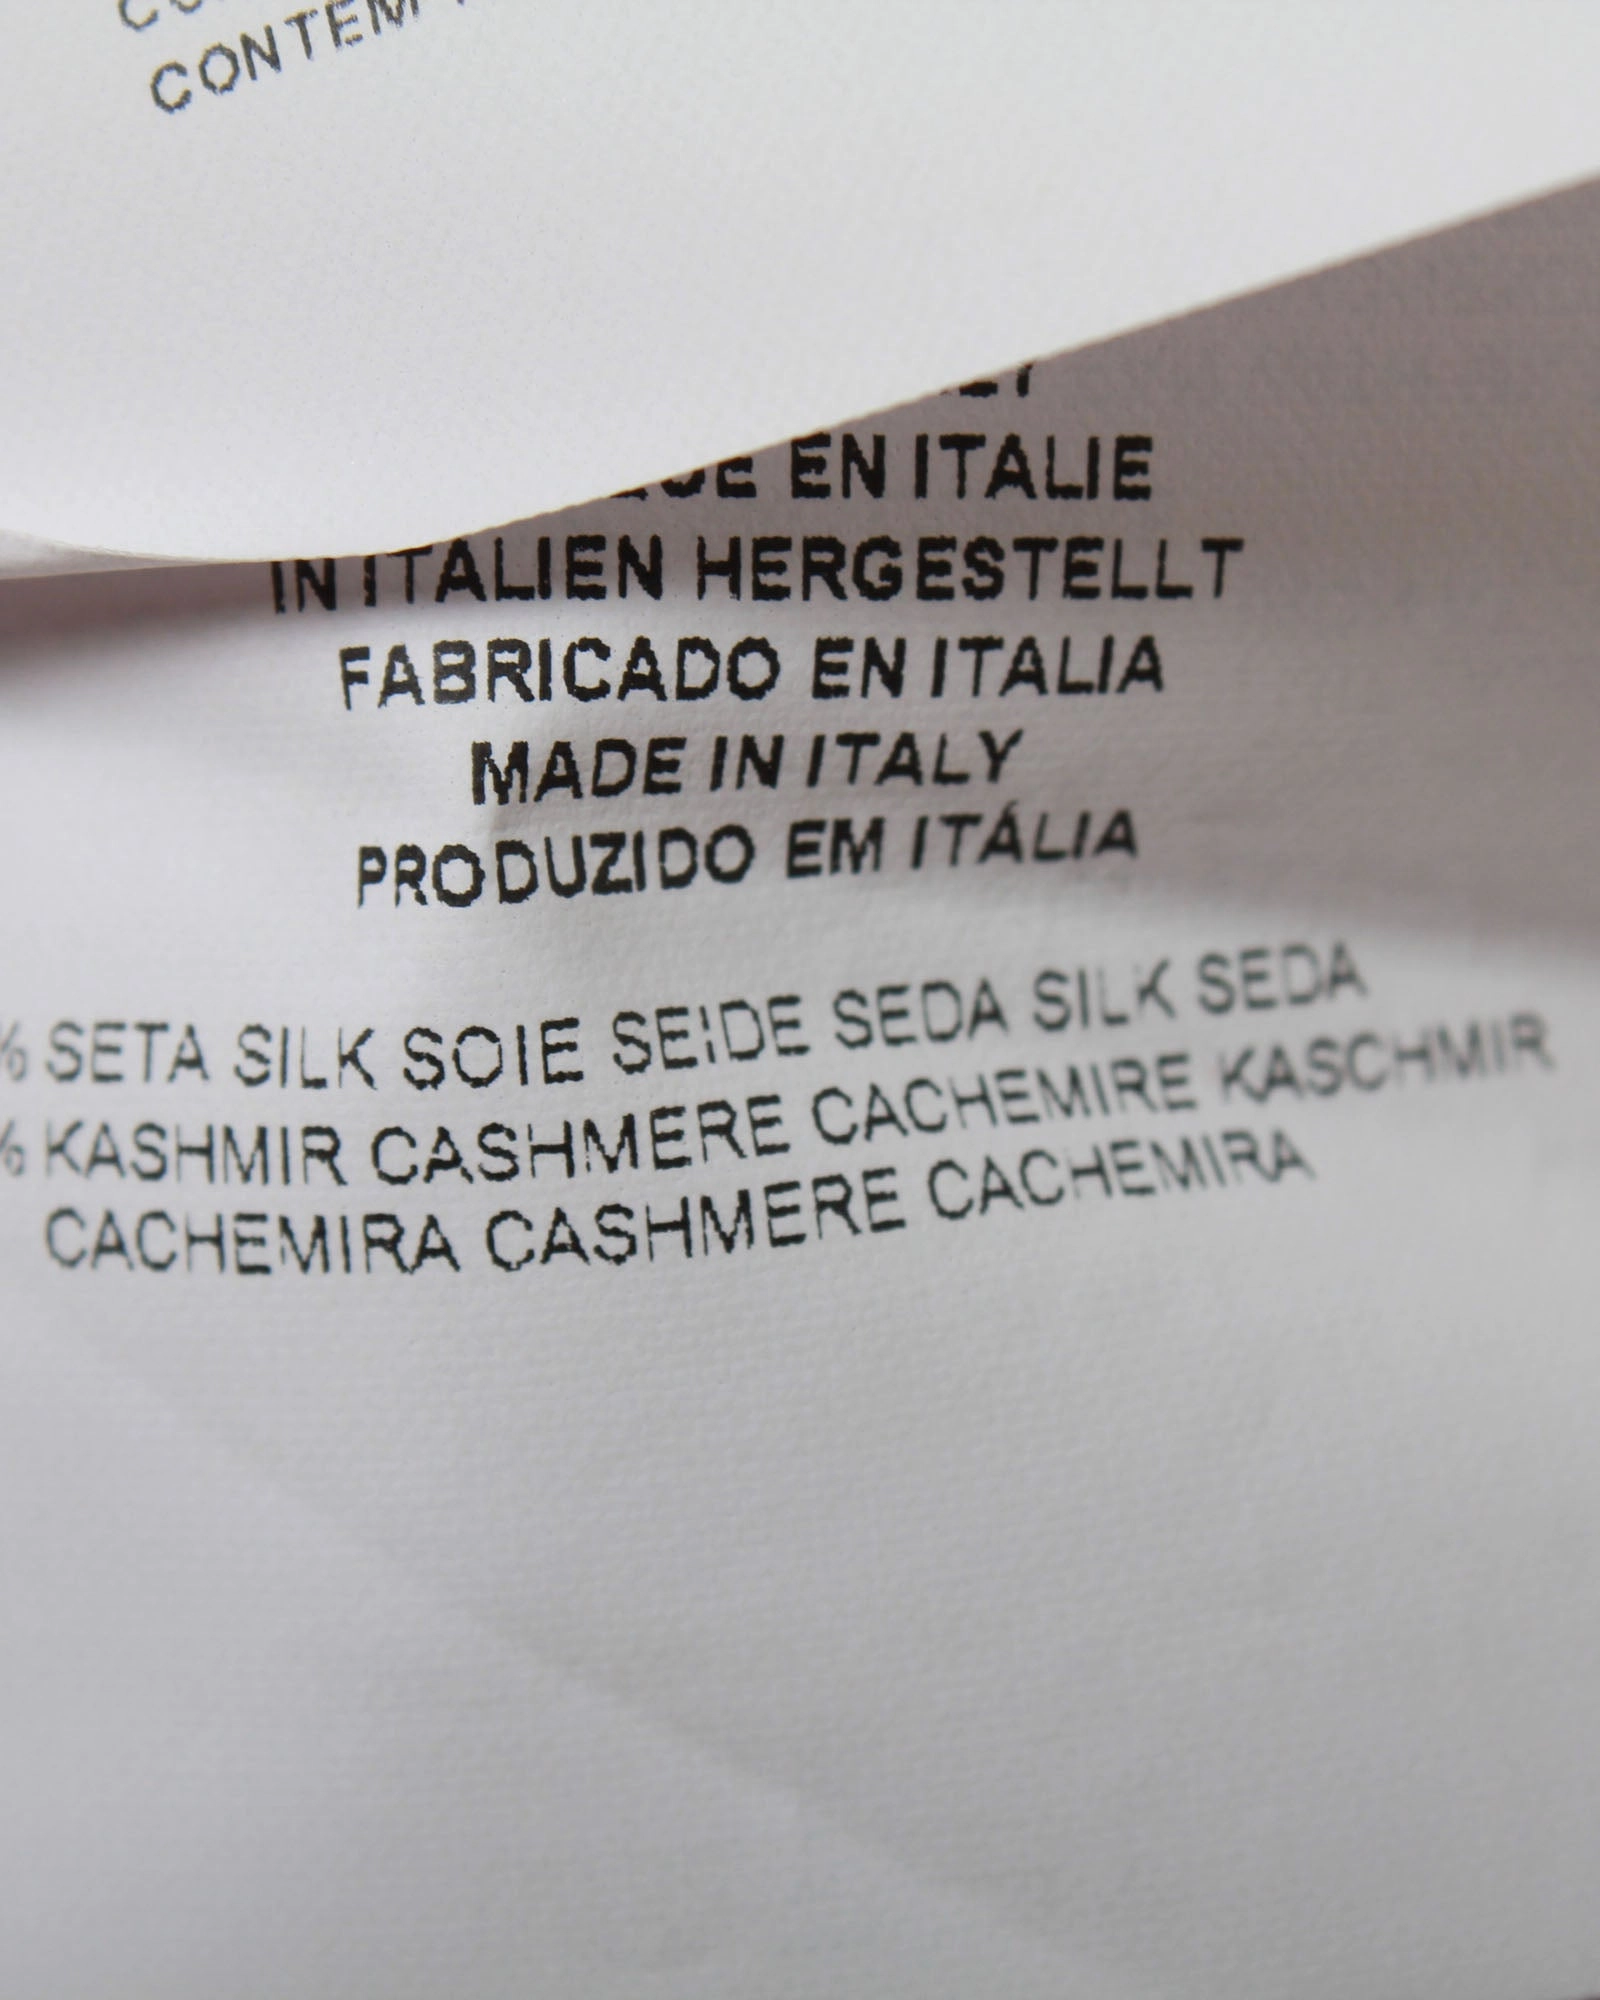 EN ITALIE
IN ITALIEN HERGESTELLT
FABRICADO EN ITALIA
MADE IN ITALY
PRODUZIDO EM ITÁLIA
% SETA SILK SOIE SEIDE SEDA SILK SEDA
% KASHMIR CASHMERE CACHEMIRE KASCHMIR
CACHEMIRA CASHMERE CACHEMIRA